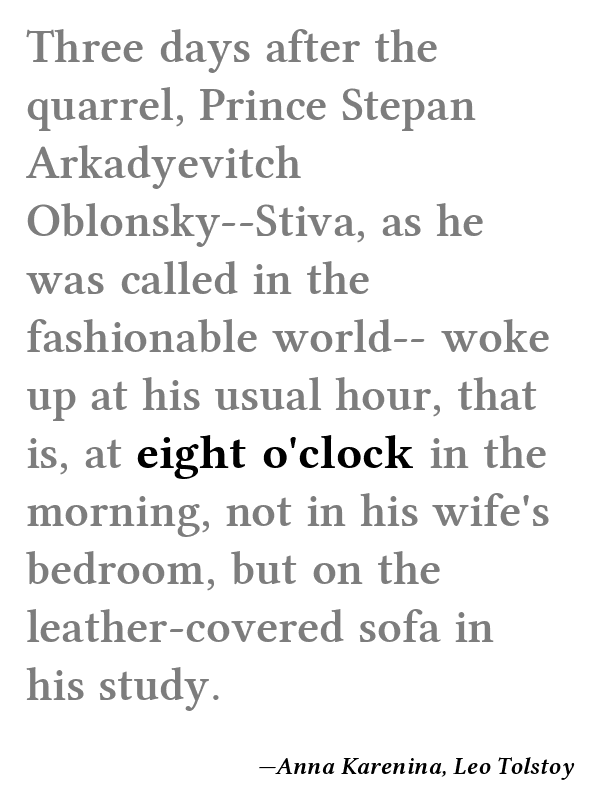 Three days after the
quarrel, Prince Stepan
Arkadyevitch
Oblonsky--Stiva, as he
was called in the
fashionable world-- woke
up at his usual hour, that
is, at eight o'clock in the
morning, not in his wife's
bedroom, but on the
leather-covered sofa in
his study.
—Anna Karenina, Leo Tolstoy